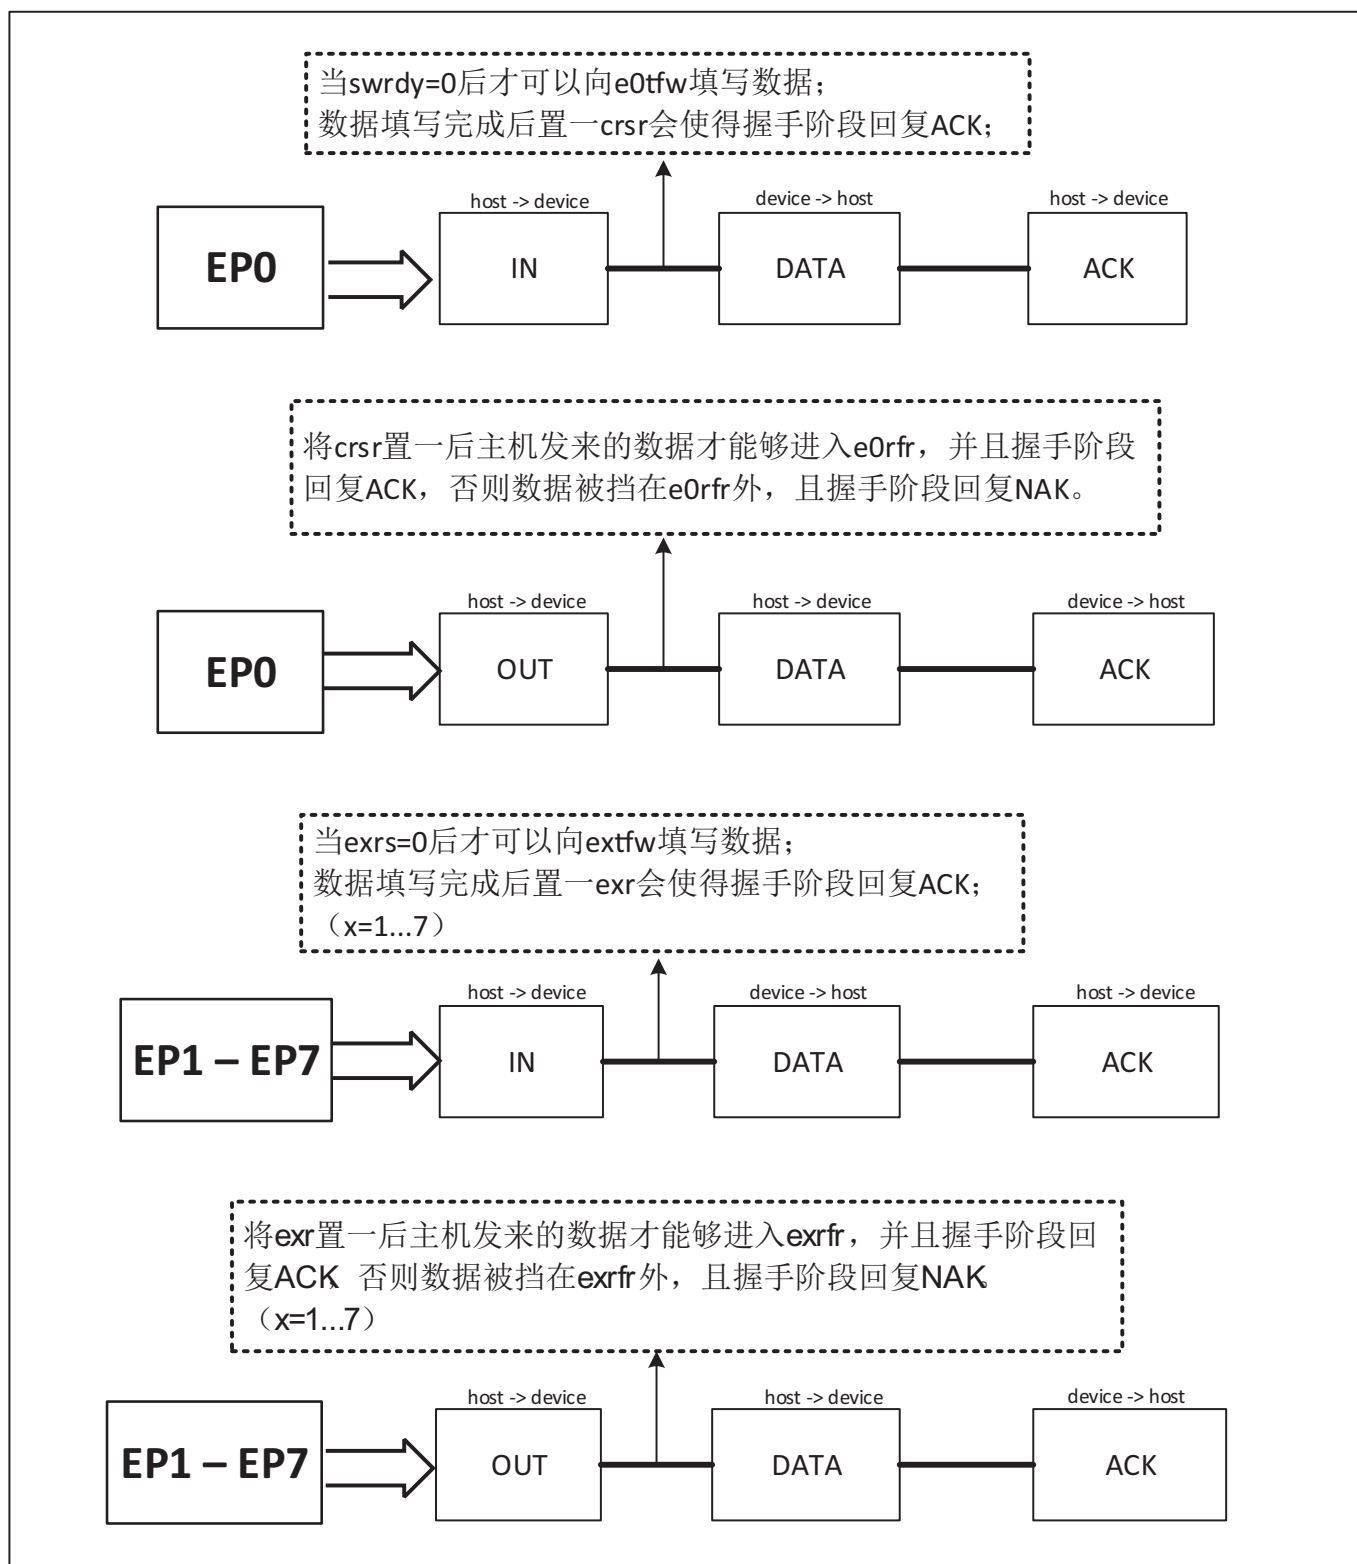 当swrdy=0后才可以向e0tfw填写数据；
数据填写完成后置一crsr会使得握手阶段回复ACK；
host -> device
device -> host
host -> device
EP0
IN
DATA
ACK
将crsr置一后主机发来的数据才能够进入e0rfr，并且握手阶段
回复ACK，否则数据被挡在e0rfr外，且握手阶段回复NAK。
host -> device
host -> device
device -> host
EP0
OUT
DATA
ACK
当exrs=0后才可以向extfw填写数据；
数据填写完成后置一exr会使得握手阶段回复ACK；
（x=1...7）
host -> device
device -> host
host -> device
EP1 – EP7
IN
DATA
ACK
将exr置一后主机发来的数据才能够进入exrfr，并且握手阶段回
复ACK，否则数据被挡在exrfr外，且握手阶段回复NAK。
（x=1...7）
host -> device
host -> device
device -> host
EP1 – EP7
OUT
DATA
ACK